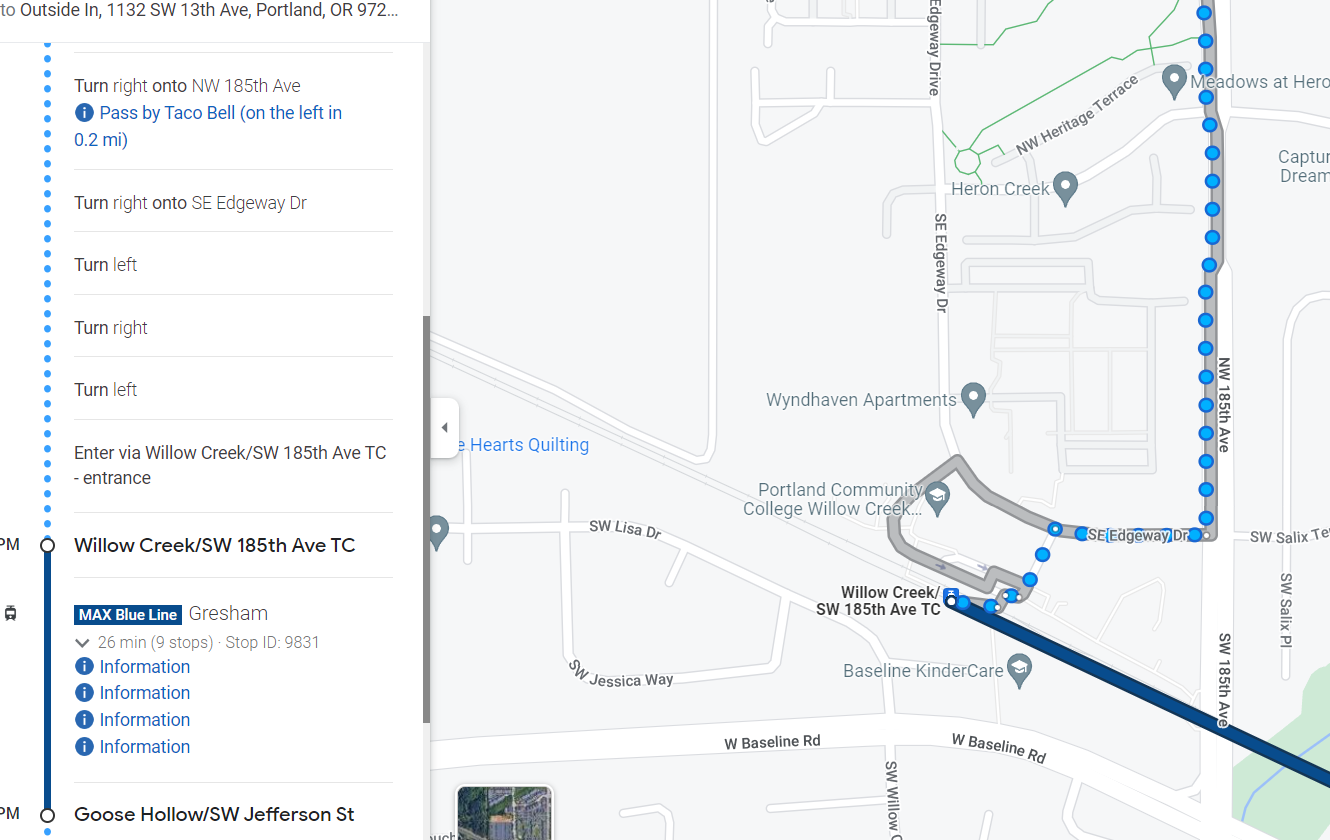 to Outside In, 1132 SW 13th Ave, Portland, OR 972...
Turn right onto NW 185th Ave
Pass by Taco Bell (on the left in
0.2 mi)
Turn right onto SE Edgeway Dr
Turn left
Turn right
Turn left
Enter via Willow Creek/SW 185th Ave TC
- entrance
PM
Willow Creek/SW 185th Ave TC
MAX Blue Line Gresham
26 min (9 stops) · Stop ID: 9831
Information
Information
Information
Information
PM
Goose Hollow/SW Jefferson St
Edgeway Drive
Meadows at Hero
NW Heritage Terrace
Captur
Dream
Heron Creek
SE Edgeway Dr
NW 185th Ave
Wyndhaven Apartments
e Hearts Quilting
Portland Community
College Willow Creek...
SW Lisa Dr
SE Edgeway Dr
SW Salix Te
Willow Creek/
SW 185th Ave TC
SW Salix Pl
Baseline KinderCare
SW Jessica Way
SW 185th Ave
W Baseline Rd
W Baseline Rd
SW Willow C
ouch